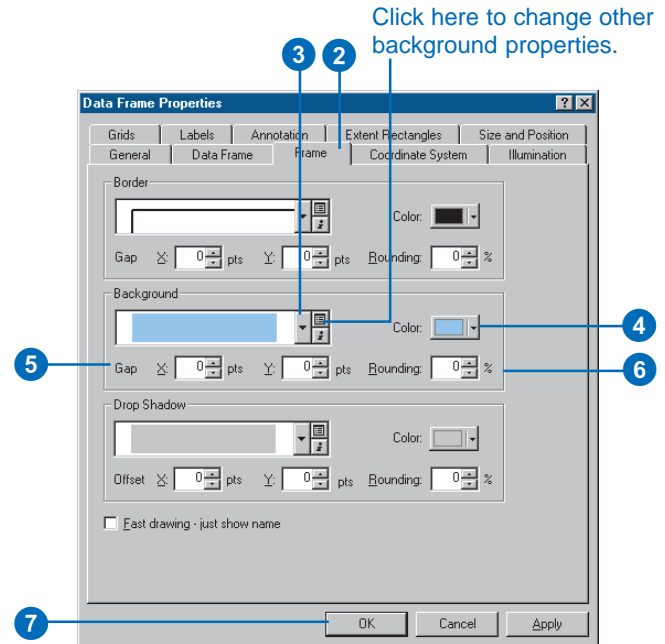 Click here to change other
background properties.
3 2
Data Frame Properties
Grids Labels Annotation Extent Rectangles Size and Position
General Data Frame Frame Coordinate System Illumination
Border
Color:
Gap X: 0 pts Y: 0 pts Rounding: 0 %
Background
Color: 4
5 Gap X: 0 pts Y: 0 pts Rounding: 0 % 6
Drop Shadow
Color:
Offset X: 0 pts Y: 0 pts Rounding: 0 %
Fast drawing - just show name
7 OK Cancel Apply